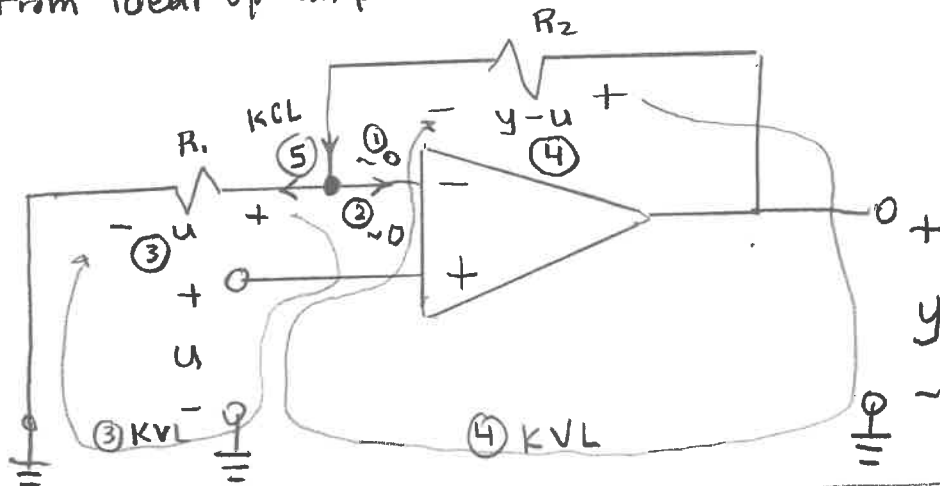 From ideal op amp
R2
KCL
- y-u +
R1
⑤ ① ~0 ④
-
- u + ② ~0
③
+
+
+
u
y
-
-
③ KVL
④ KVL